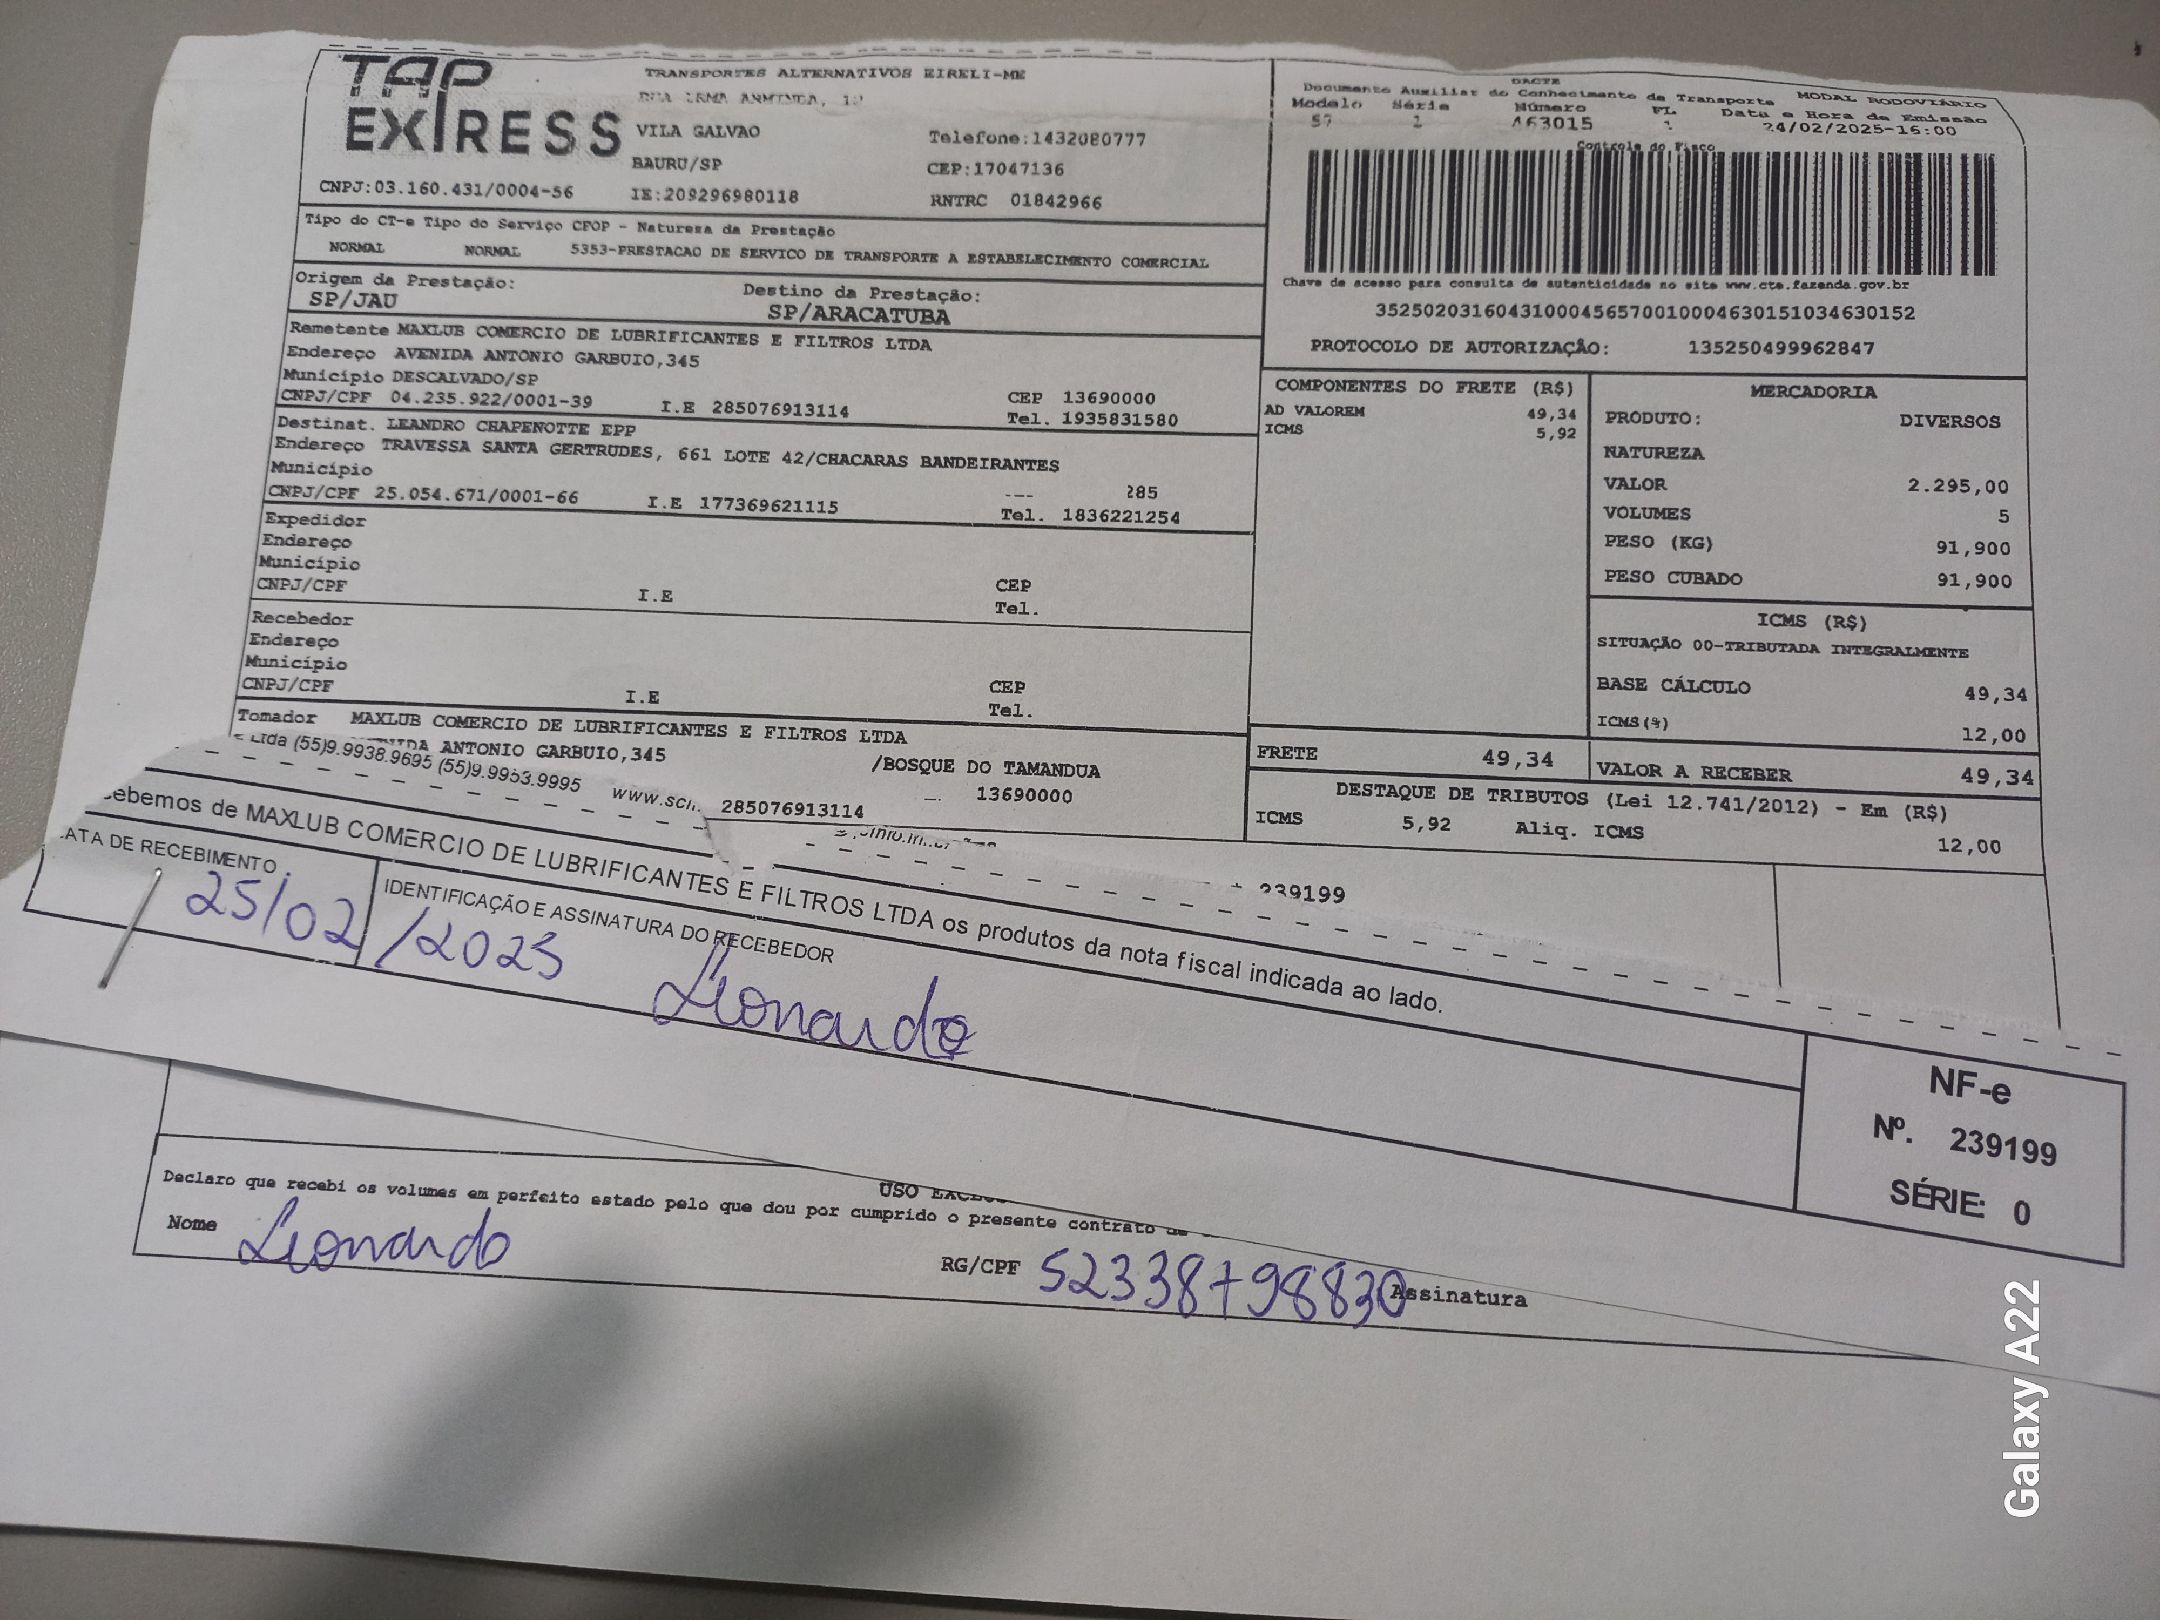 TAP
EXPRESS
TRANSPORTES ALTERNATIVOS EIRELI-ME
VILA GALVAO
Telefone:1432080777
BAURU/SP
CEP:17047136
CNPJ:03.160.431/0004-56
IE:209296980118
RNTRC 01842966
DACTE
Documento Auxiliar do Conhecimento de Transporte MODAL RODOVIÁRIO
Modelo Série Número FL Data e Hora de Emissão
57 1 463015 1 24/02/2025-16:00
Controle do Fisco
Chave de acesso para consulta de autenticidade no site www.cte.fazenda.gov.br
35250203160431000456570010004630151034630152
PROTOCOLO DE AUTORIZAÇÃO: 135250499962847
Tipo do CT-e Tipo do Serviço CFOP - Natureza da Prestação
NORMAL NORMAL 5353-PRESTACAO DE SERVICO DE TRANSPORTE A ESTABELECIMENTO COMERCIAL
Origem da Prestação: Destino da Prestação:
SP/JAU SP/ARACATUBA
Remetente MAXLUB COMERCIO DE LUBRIFICANTES E FILTROS LTDA
Endereço AVENIDA ANTONIO GARBUIO,345
Município DESCALVADO/SP CEP 13690000
CNPJ/CPF 04.235.922/0001-39 I.E 285076913114 Tel. 1935831580
Destinat. LEANDRO CHAPENOTTE EPP
Endereço TRAVESSA SANTA GERTRUDES, 661 LOTE 42/CHACARAS BANDEIRANTES
Município 285
CNPJ/CPF 25.054.671/0001-66 I.E 177369621115 Tel. 1836221254
Expedidor
Endereço
Município CEP
CNPJ/CPF I.E Tel.
Recebedor
Endereço
Município CEP
CNPJ/CPF I.E Tel.
Tomador MAXLUB COMERCIO DE LUBRIFICANTES E FILTROS LTDA
ANTONIO GARBUIO,345
/BOSQUE DO TAMANDUA
13690000
285076913114
COMPONENTES DO FRETE (R$)
AD VALOREM 49,34
ICMS 5,92
MERCADORIA
PRODUTO: DIVERSOS
NATUREZA
VALOR 2.295,00
VOLUMES 5
PESO (KG) 91,900
PESO CUBADO 91,900
ICMS (R$)
SITUAÇÃO 00-TRIBUTADA INTEGRALMENTE
BASE CÁLCULO 49,34
ICMS(%) 12,00
FRETE 49,34
VALOR A RECEBER 49,34
DESTAQUE DE TRIBUTOS (Lei 12.741/2012) - Em (R$)
ICMS 5,92 Aliq. ICMS 12,00
239199
Ltda (55)9.9938.9695 (55)9.9953.9995
cebemos de MAXLUB COMERCIO DE LUBRIFICANTES E FILTROS LTDA os produtos da nota fiscal indicada ao lado.
ATA DE RECEBIMENTO
IDENTIFICAÇÃO E ASSINATURA DO RECEBEDOR
25/02/2025 Leonardo
NF-e
Nº. 239199
SÉRIE: 0
Declaro que recebi os volumes em perfeito estado pelo que dou por cumprido o presente contrato
Nome Leonardo
RG/CPF 52338798830 Assinatura
Galaxy A22